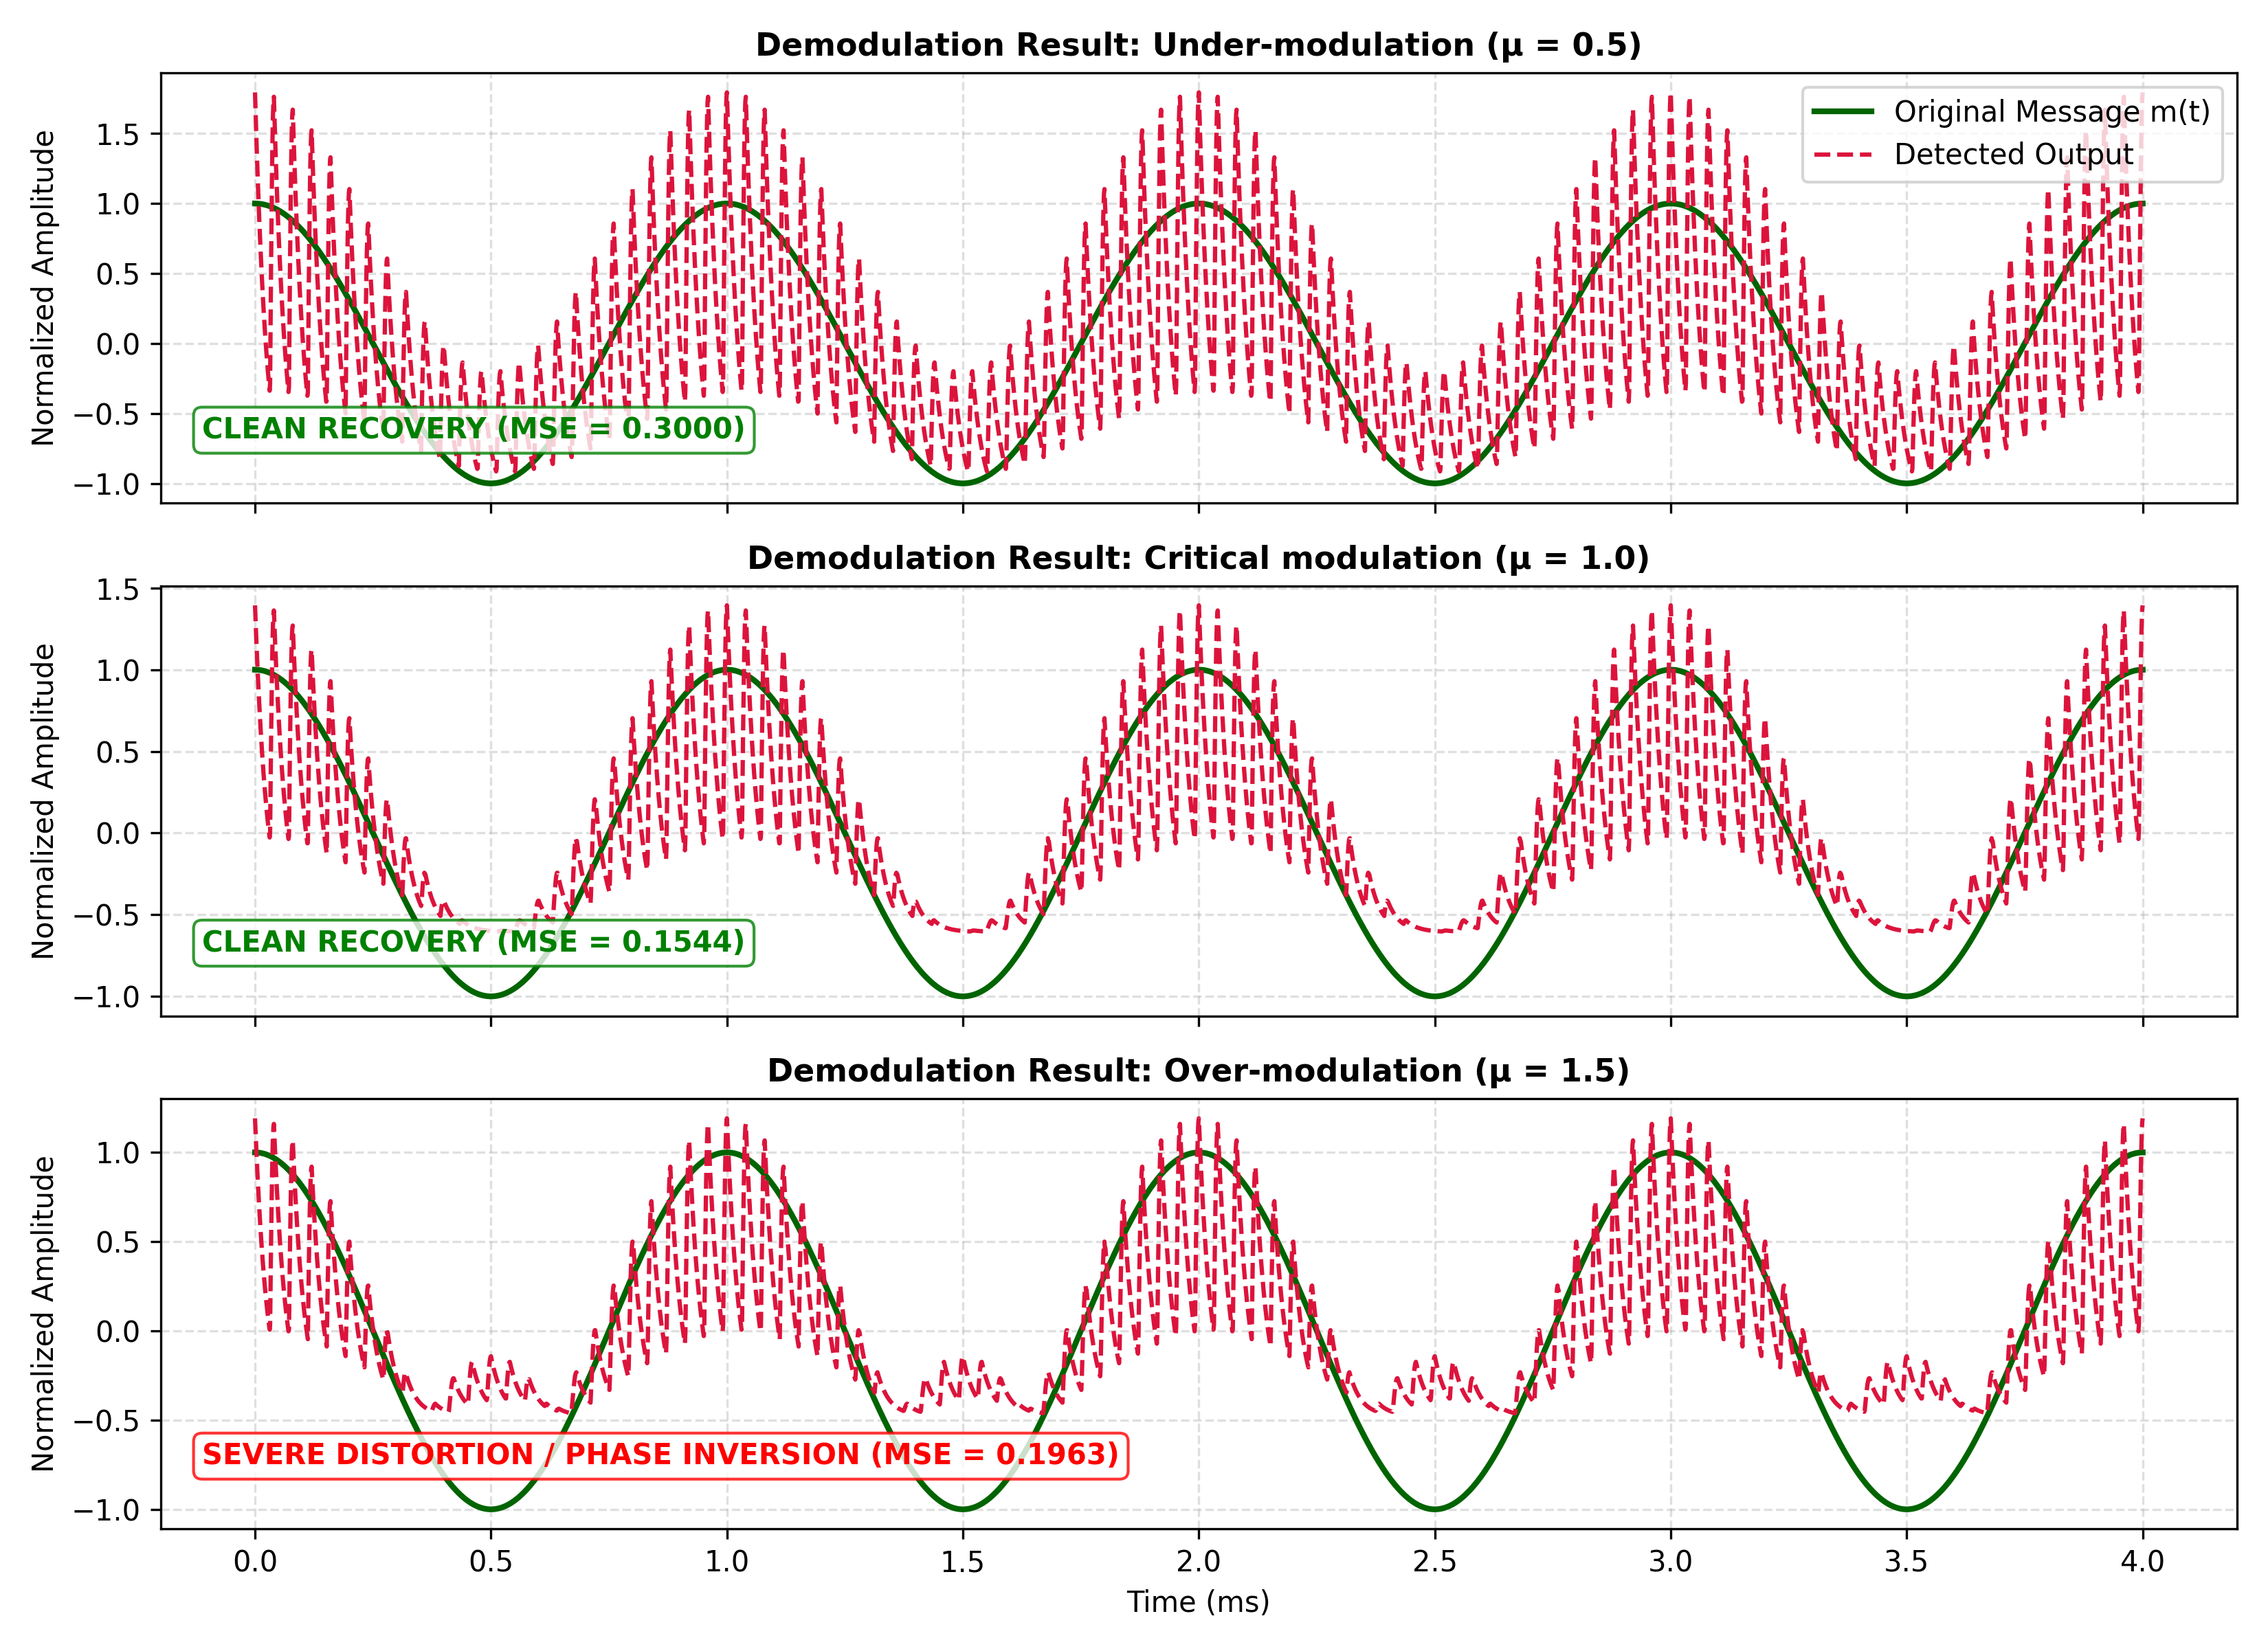 Demodulation Result: Under-modulation (μ = 0.5)
Normalized Amplitude
1.5
1.0
0.5
0.0
−0.5
−1.0
Original Message m(t)
Detected Output
CLEAN RECOVERY (MSE = 0.3000)
Demodulation Result: Critical modulation (μ = 1.0)
Normalized Amplitude
1.5
1.0
0.5
0.0
−0.5
−1.0
CLEAN RECOVERY (MSE = 0.1544)
Demodulation Result: Over-modulation (μ = 1.5)
Normalized Amplitude
1.0
0.5
0.0
−0.5
−1.0
SEVERE DISTORTION / PHASE INVERSION (MSE = 0.1963)
0.0 0.5 1.0 1.5 2.0 2.5 3.0 3.5 4.0
Time (ms)